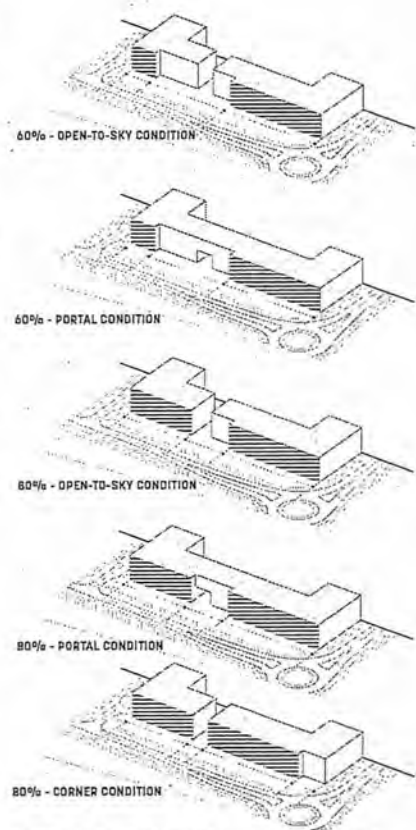 60% - OPEN-TO-SKY CONDITION
60% - PORTAL CONDITION
80% - OPEN-TO-SKY CONDITION
80% - PORTAL CONDITION
80% - CORNER CONDITION